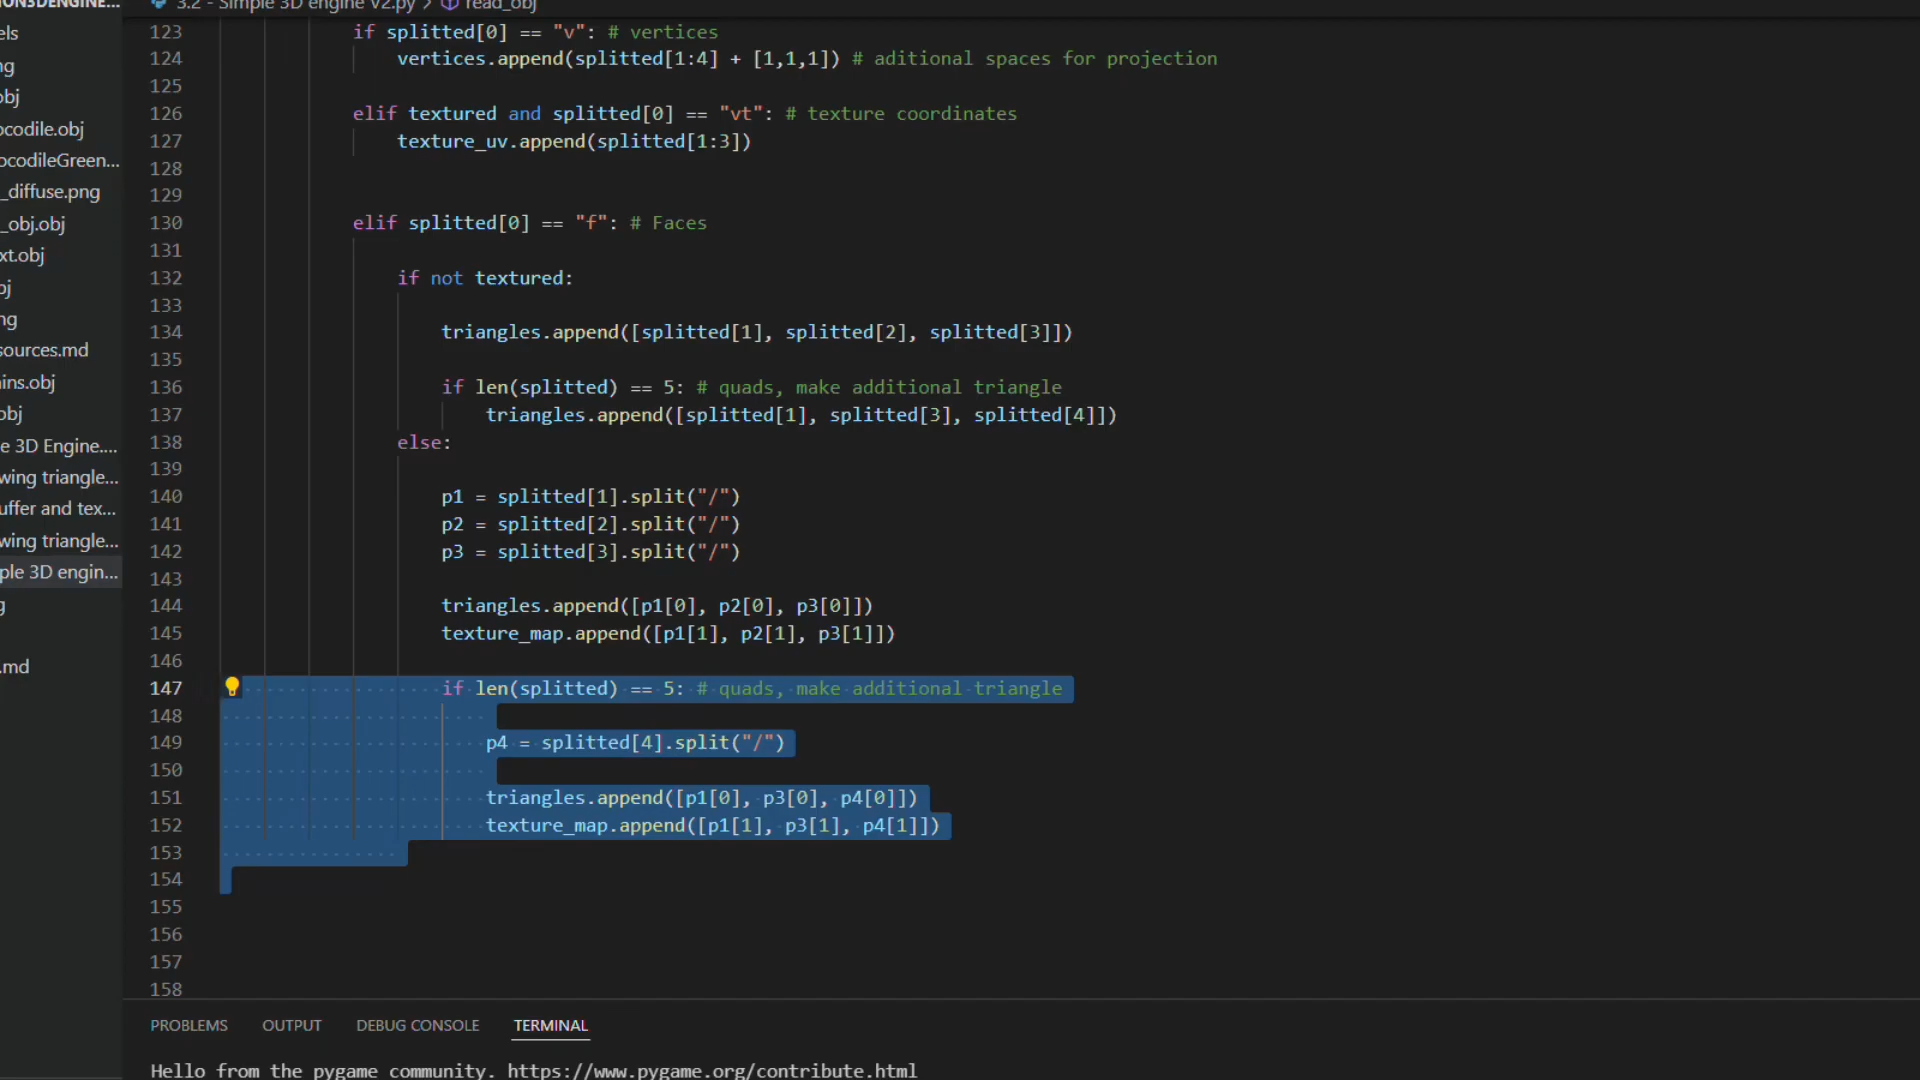 3.2 - Simple 3D engine V2.py > read_obj
els
ng
obj
ocodile.obj
ocodileGreen...
_diffuse.png
_obj.obj
xt.obj
oj
ng
sources.md
ins.obj
obj
e 3D Engine....
wing triangle...
uffer and tex...
wing triangle...
ple 3D engin...
g
.md
123 if splitted[0] == "v": # vertices
124 vertices.append(splitted[1:4] + [1,1,1]) # aditional spaces for projection
125
126 elif textured and splitted[0] == "vt": # texture coordinates
127 texture_uv.append(splitted[1:3])
128
129
130 elif splitted[0] == "f": # Faces
131
132 if not textured:
133
134 triangles.append([splitted[1], splitted[2], splitted[3]])
135
136 if len(splitted) == 5: # quads, make additional triangle
137 triangles.append([splitted[1], splitted[3], splitted[4]])
138 else:
139
140 p1 = splitted[1].split("/")
141 p2 = splitted[2].split("/")
142 p3 = splitted[3].split("/")
143
144 triangles.append([p1[0], p2[0], p3[0]])
145 texture_map.append([p1[1], p2[1], p3[1]])
146
147 if len(splitted) == 5: # quads, make additional triangle
148
149 p4 = splitted[4].split("/")
150
151 triangles.append([p1[0], p3[0], p4[0]])
152 texture_map.append([p1[1], p3[1], p4[1]])
153
154
155
156
157
158
PROBLEMS OUTPUT DEBUG CONSOLE TERMINAL
Hello from the pygame community. https://www.pygame.org/contribute.html